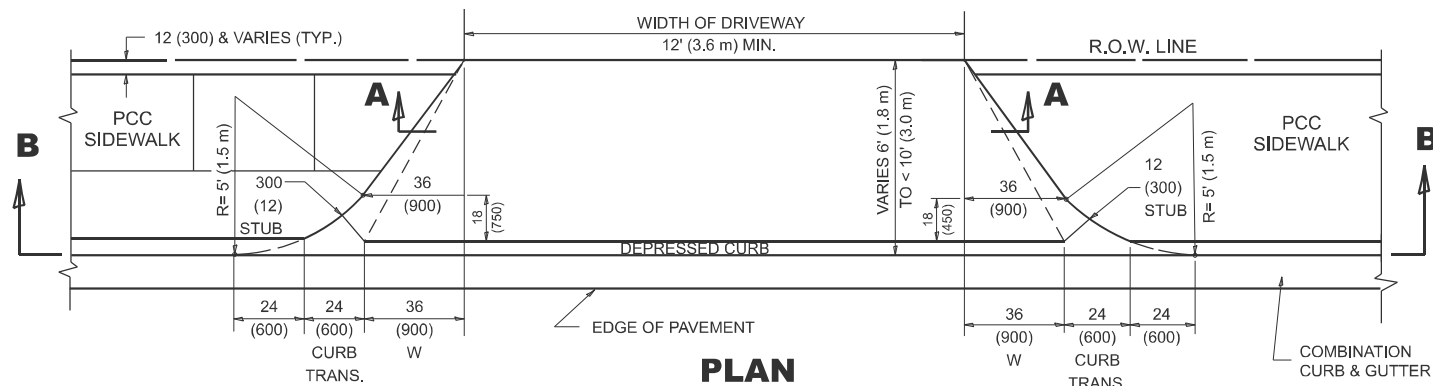 WIDTH OF DRIVEWAY
12' (3.6 m) MIN.
12 (300) & VARIES (TYP.)
R.O.W. LINE
A
A
PCC
SIDEWALK
PCC
SIDEWALK
B
B
R= 5' (1.5 m)
300
(12)
STUB
36
(900)
18
(750)
VARIES 6' (1.8 m)
TO < 10' (3.0 m)
36
(900)
18
(450)
12
(300)
STUB
R= 5' (1.5 m)
DEPRESSED CURB
24
(600)
24
(600)
CURB
TRANS.
36
(900)
W
EDGE OF PAVEMENT
PLAN
36
(900)
W
24
(600)
CURB
TRANS
24
(600)
COMBINATION
CURB & GUTTER